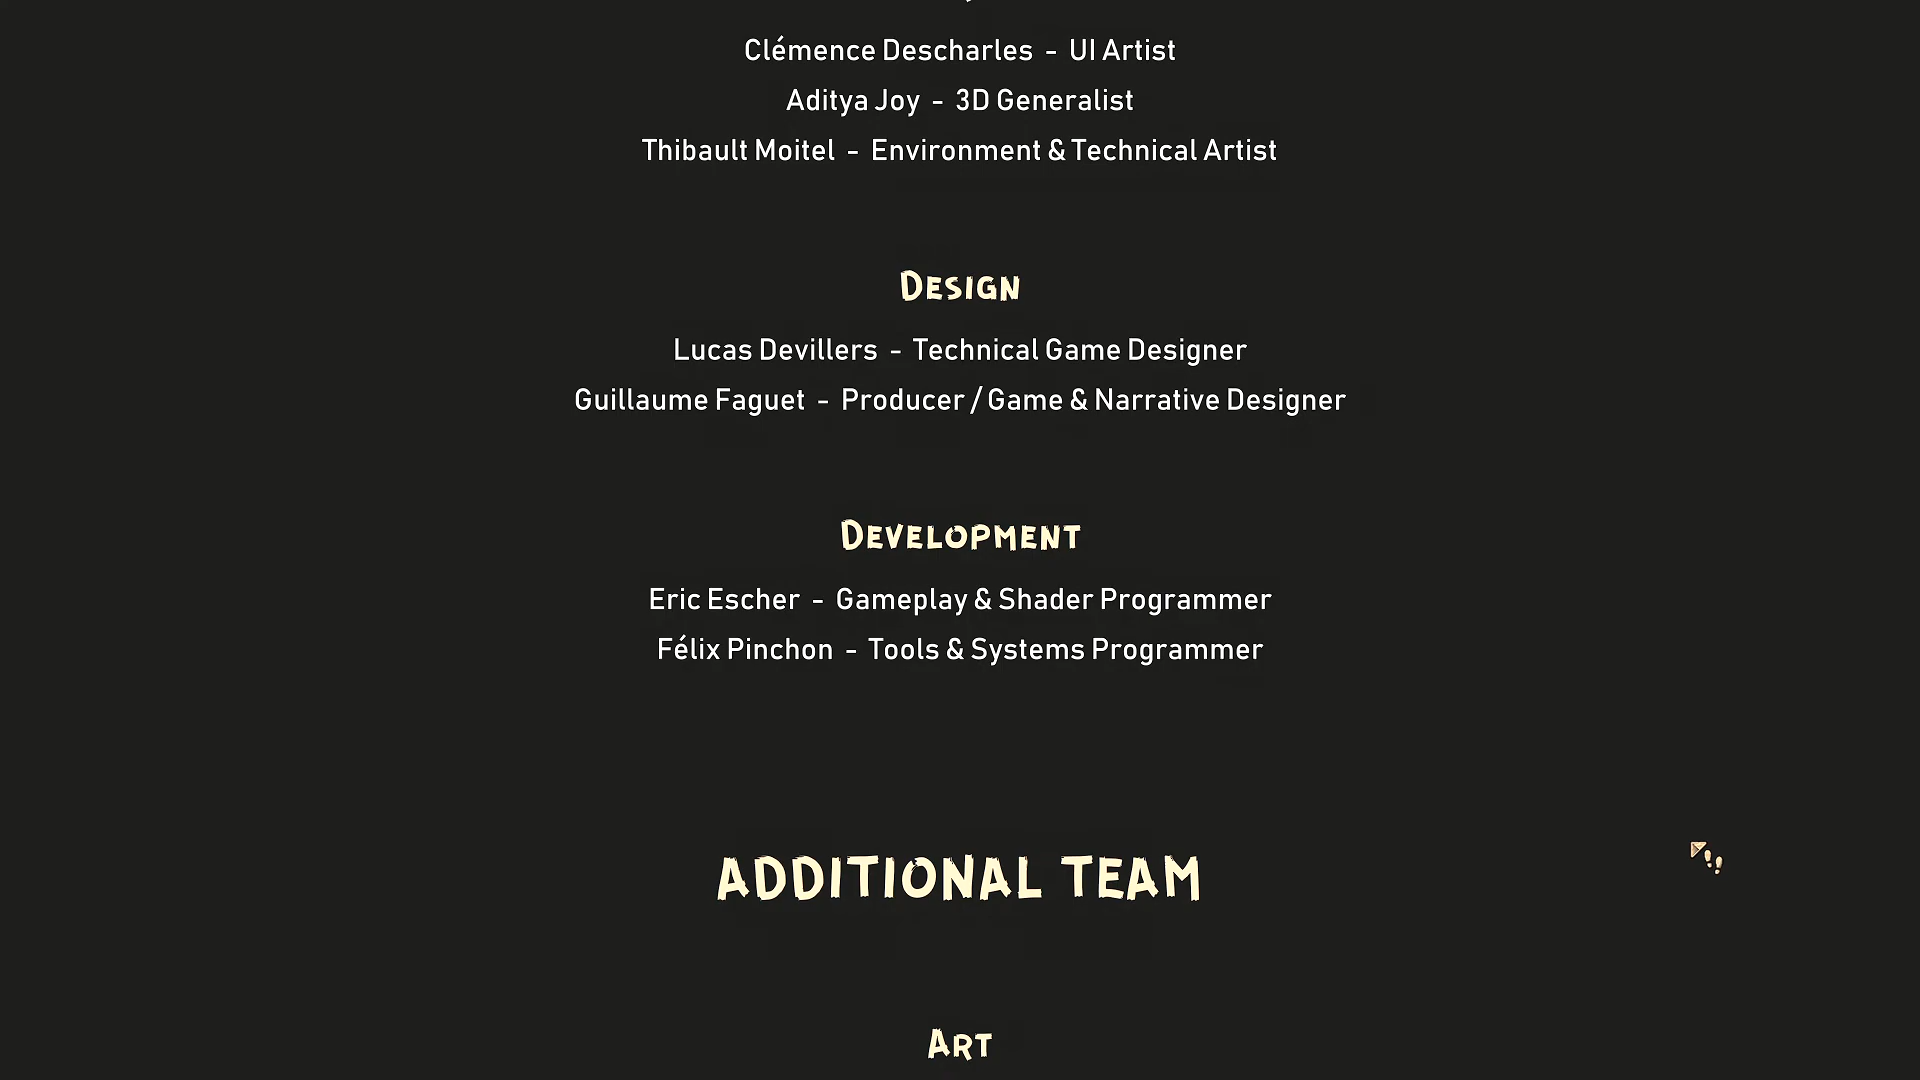 Clémence Descharles - UI Artist
Aditya Joy - 3D Generalist
Thibault Moitel - Environment & Technical Artist
Design
Lucas Devillers - Technical Game Designer
Guillaume Faguet - Producer / Game & Narrative Designer
Development
Eric Escher - Gameplay & Shader Programmer
Félix Pinchon - Tools & Systems Programmer
ADDITIONAL TEAM
Art